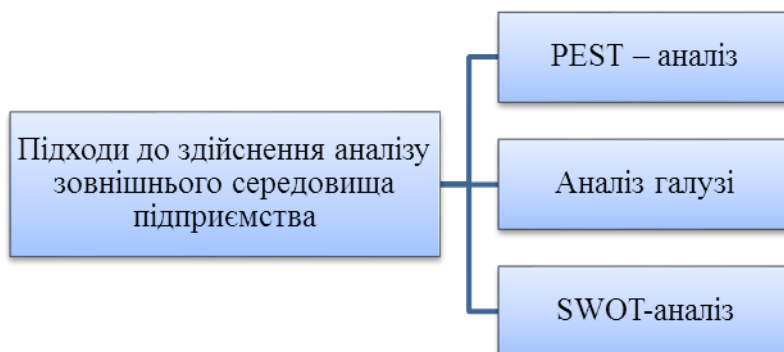 Підходи до здійснення аналізу
зовнішнього середовища
підприємства
PEST – аналіз
Аналіз галузі
SWOT-аналіз